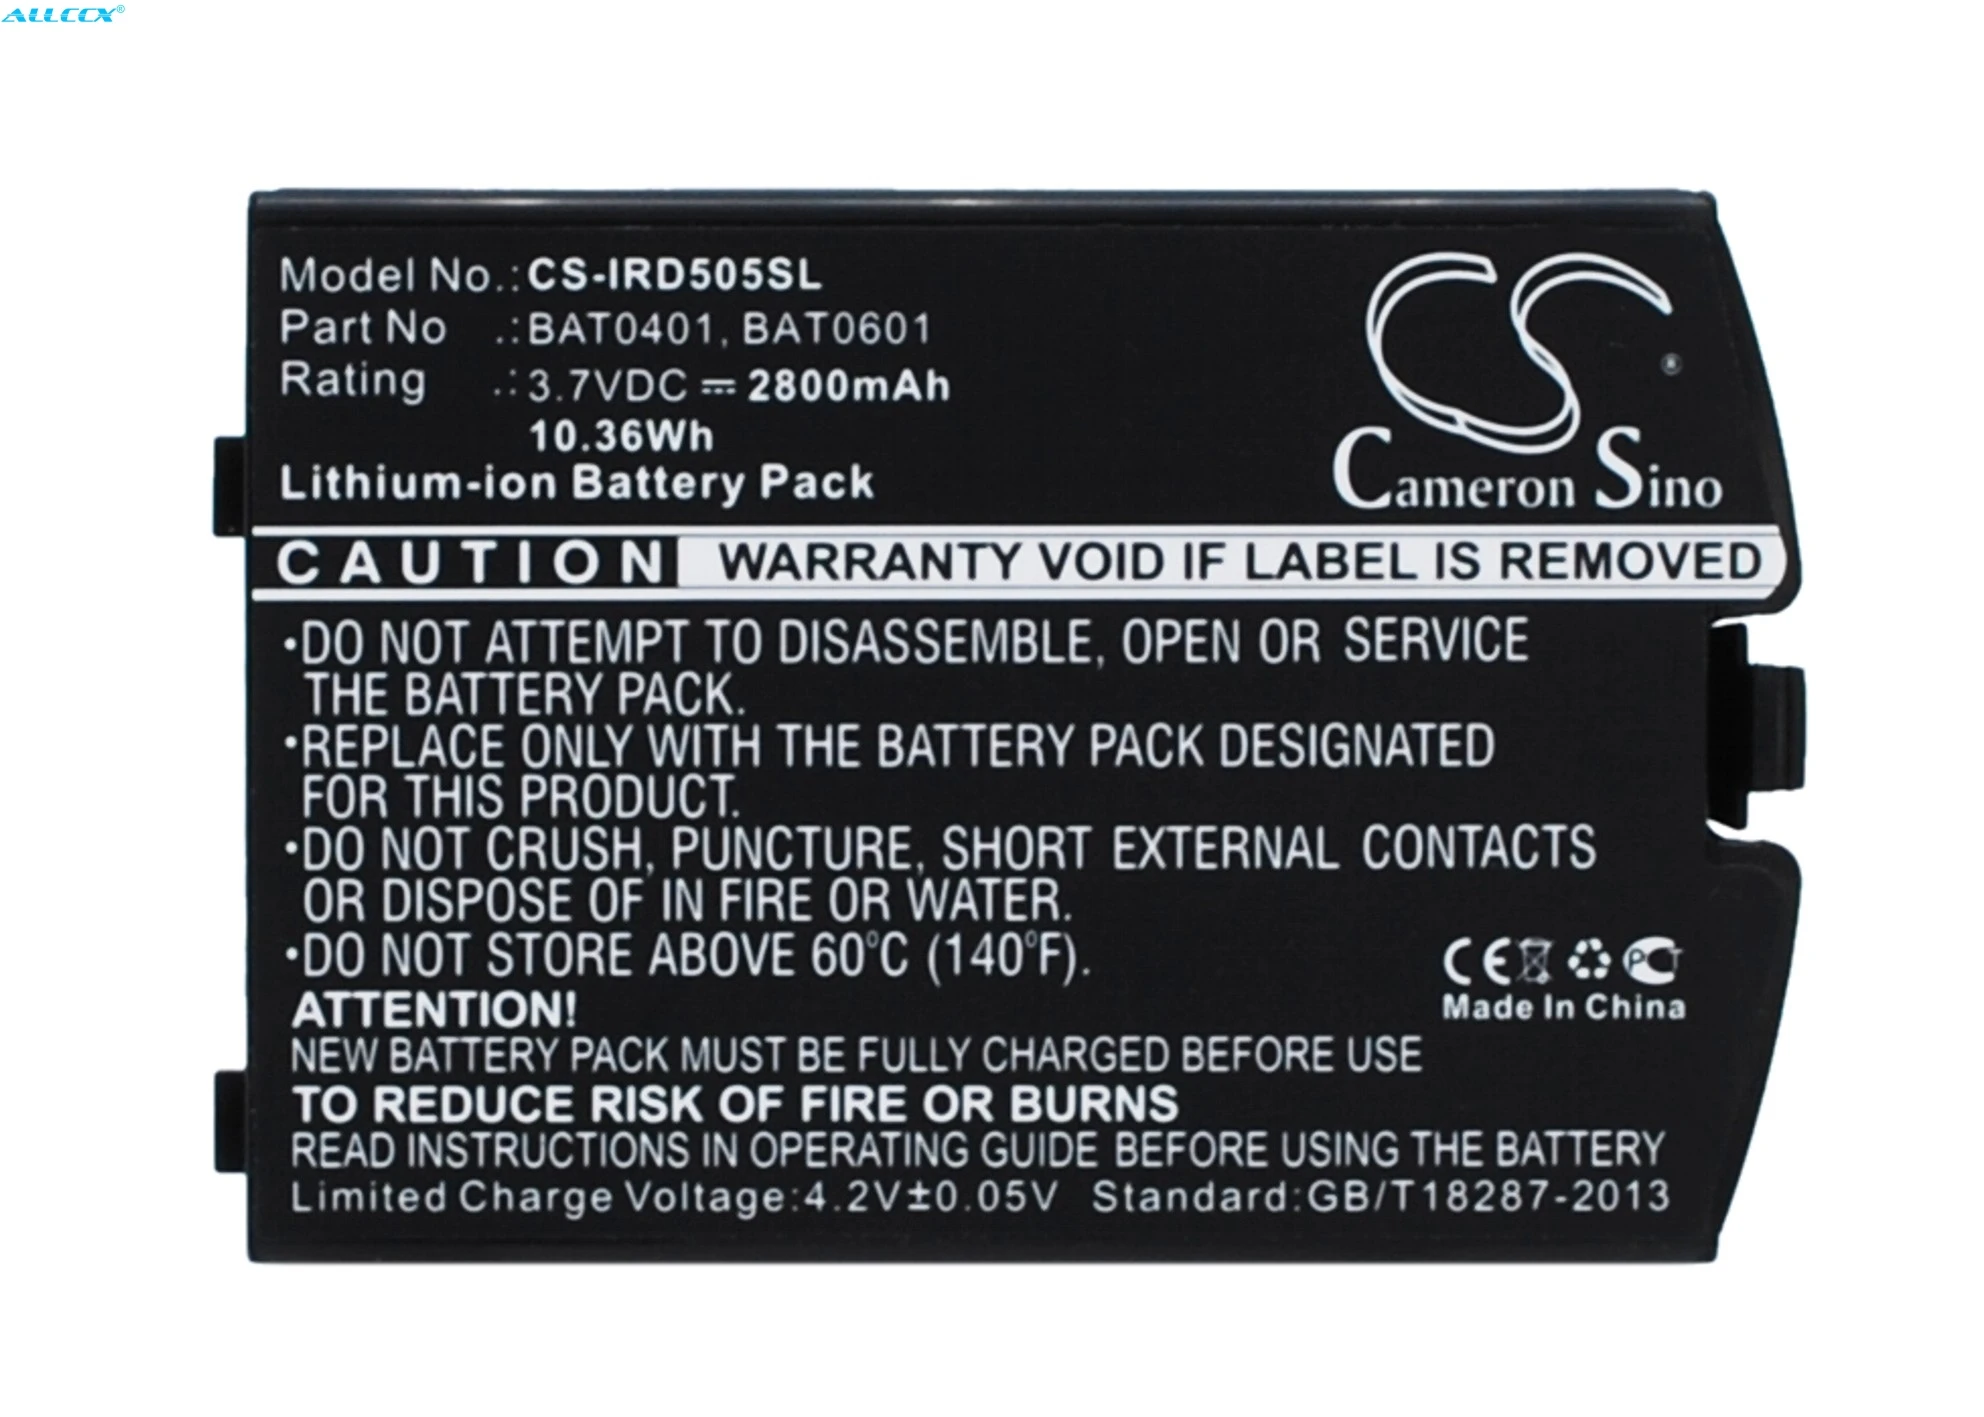 ALLCCX®
Model No.: CS-IRD505SL
Part No .: BAT0401, BAT0601
Rating .: 3.7VDC ⎓ 2800mAh
10.36Wh
Lithium-ion Battery Pack
CS
®
Cameron Sino
CAUTION WARRANTY VOID IF LABEL IS REMOVED
•DO NOT ATTEMPT TO DISASSEMBLE, OPEN OR SERVICE
THE BATTERY PACK.
•REPLACE ONLY WITH THE BATTERY PACK DESIGNATED
FOR THIS PRODUCT.
•DO NOT CRUSH, PUNCTURE, SHORT EXTERNAL CONTACTS
OR DISPOSE OF IN FIRE OR WATER.
•DO NOT STORE ABOVE 60°C (140°F).
CE PCT
Made In China
ATTENTION!
NEW BATTERY PACK MUST BE FULLY CHARGED BEFORE USE
TO REDUCE RISK OF FIRE OR BURNS
READ INSTRUCTIONS IN OPERATING GUIDE BEFORE USING THE BATTERY
Limited Charge Voltage:4.2V±0.05V Standard:GB/T18287-2013